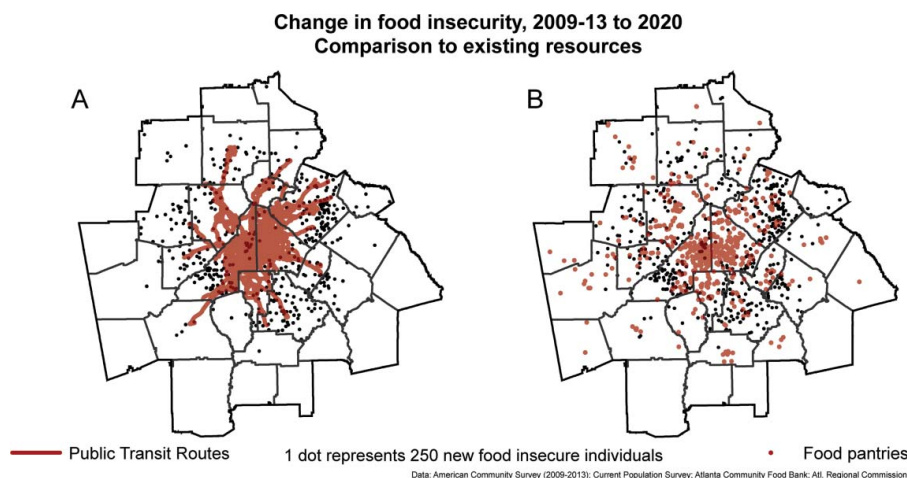 Change in food insecurity, 2009-13 to 2020
Comparison to existing resources
A
B
Public Transit Routes
1 dot represents 250 new food insecure individuals
Food pantries
Data: American Community Survey (2009-2013); Current Population Survey; Atlanta Community Food Bank; Atl. Regional Commission